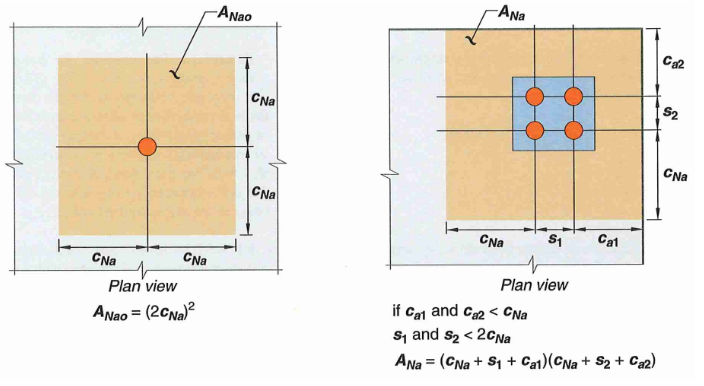 A_Nao
c_Na
c_Na
c_Na c_Na
Plan view
A_Nao = (2c_Na)²
A_Na
c_a2
s_2
c_Na
c_Na s_1 c_a1
Plan view
if c_a1 and c_a2 < c_Na
s_1 and s_2 < 2c_Na
A_Na = (c_Na + s_1 + c_a1)(c_Na + s_2 + c_a2)